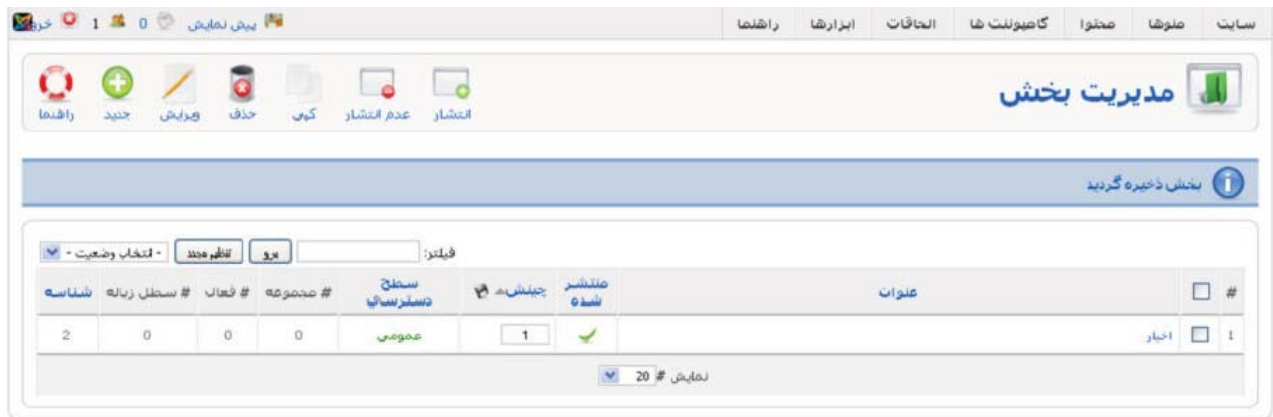 سایت منوها محتوا کامپوننت ها الحاقات ابزارها راهنما پیش نمایش 0 1 خروج
مدیریت بخش
انتشار عدم انتشار کپی حذف ویرایش جدید راهنما
بخش ذخیره گردید
فیلتر: برو تنظیم مجدد - انتخاب وضعیت -
# عنوان منتشر شده چینش سطح دسترسي # مجموعه # فعال # سطل زباله شناسه
1 اخبار 1 عمومی 0 0 0 2
نمایش # 20